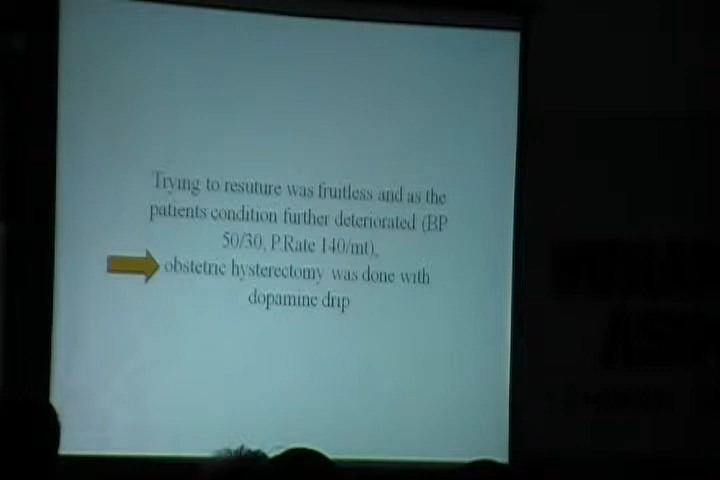 Trying to resuture was fruitless and as the
patients condition further deteriorated (BP
50/30, P.Rate 140/mt),
obstetric hysterectomy was done with
dopamine drip